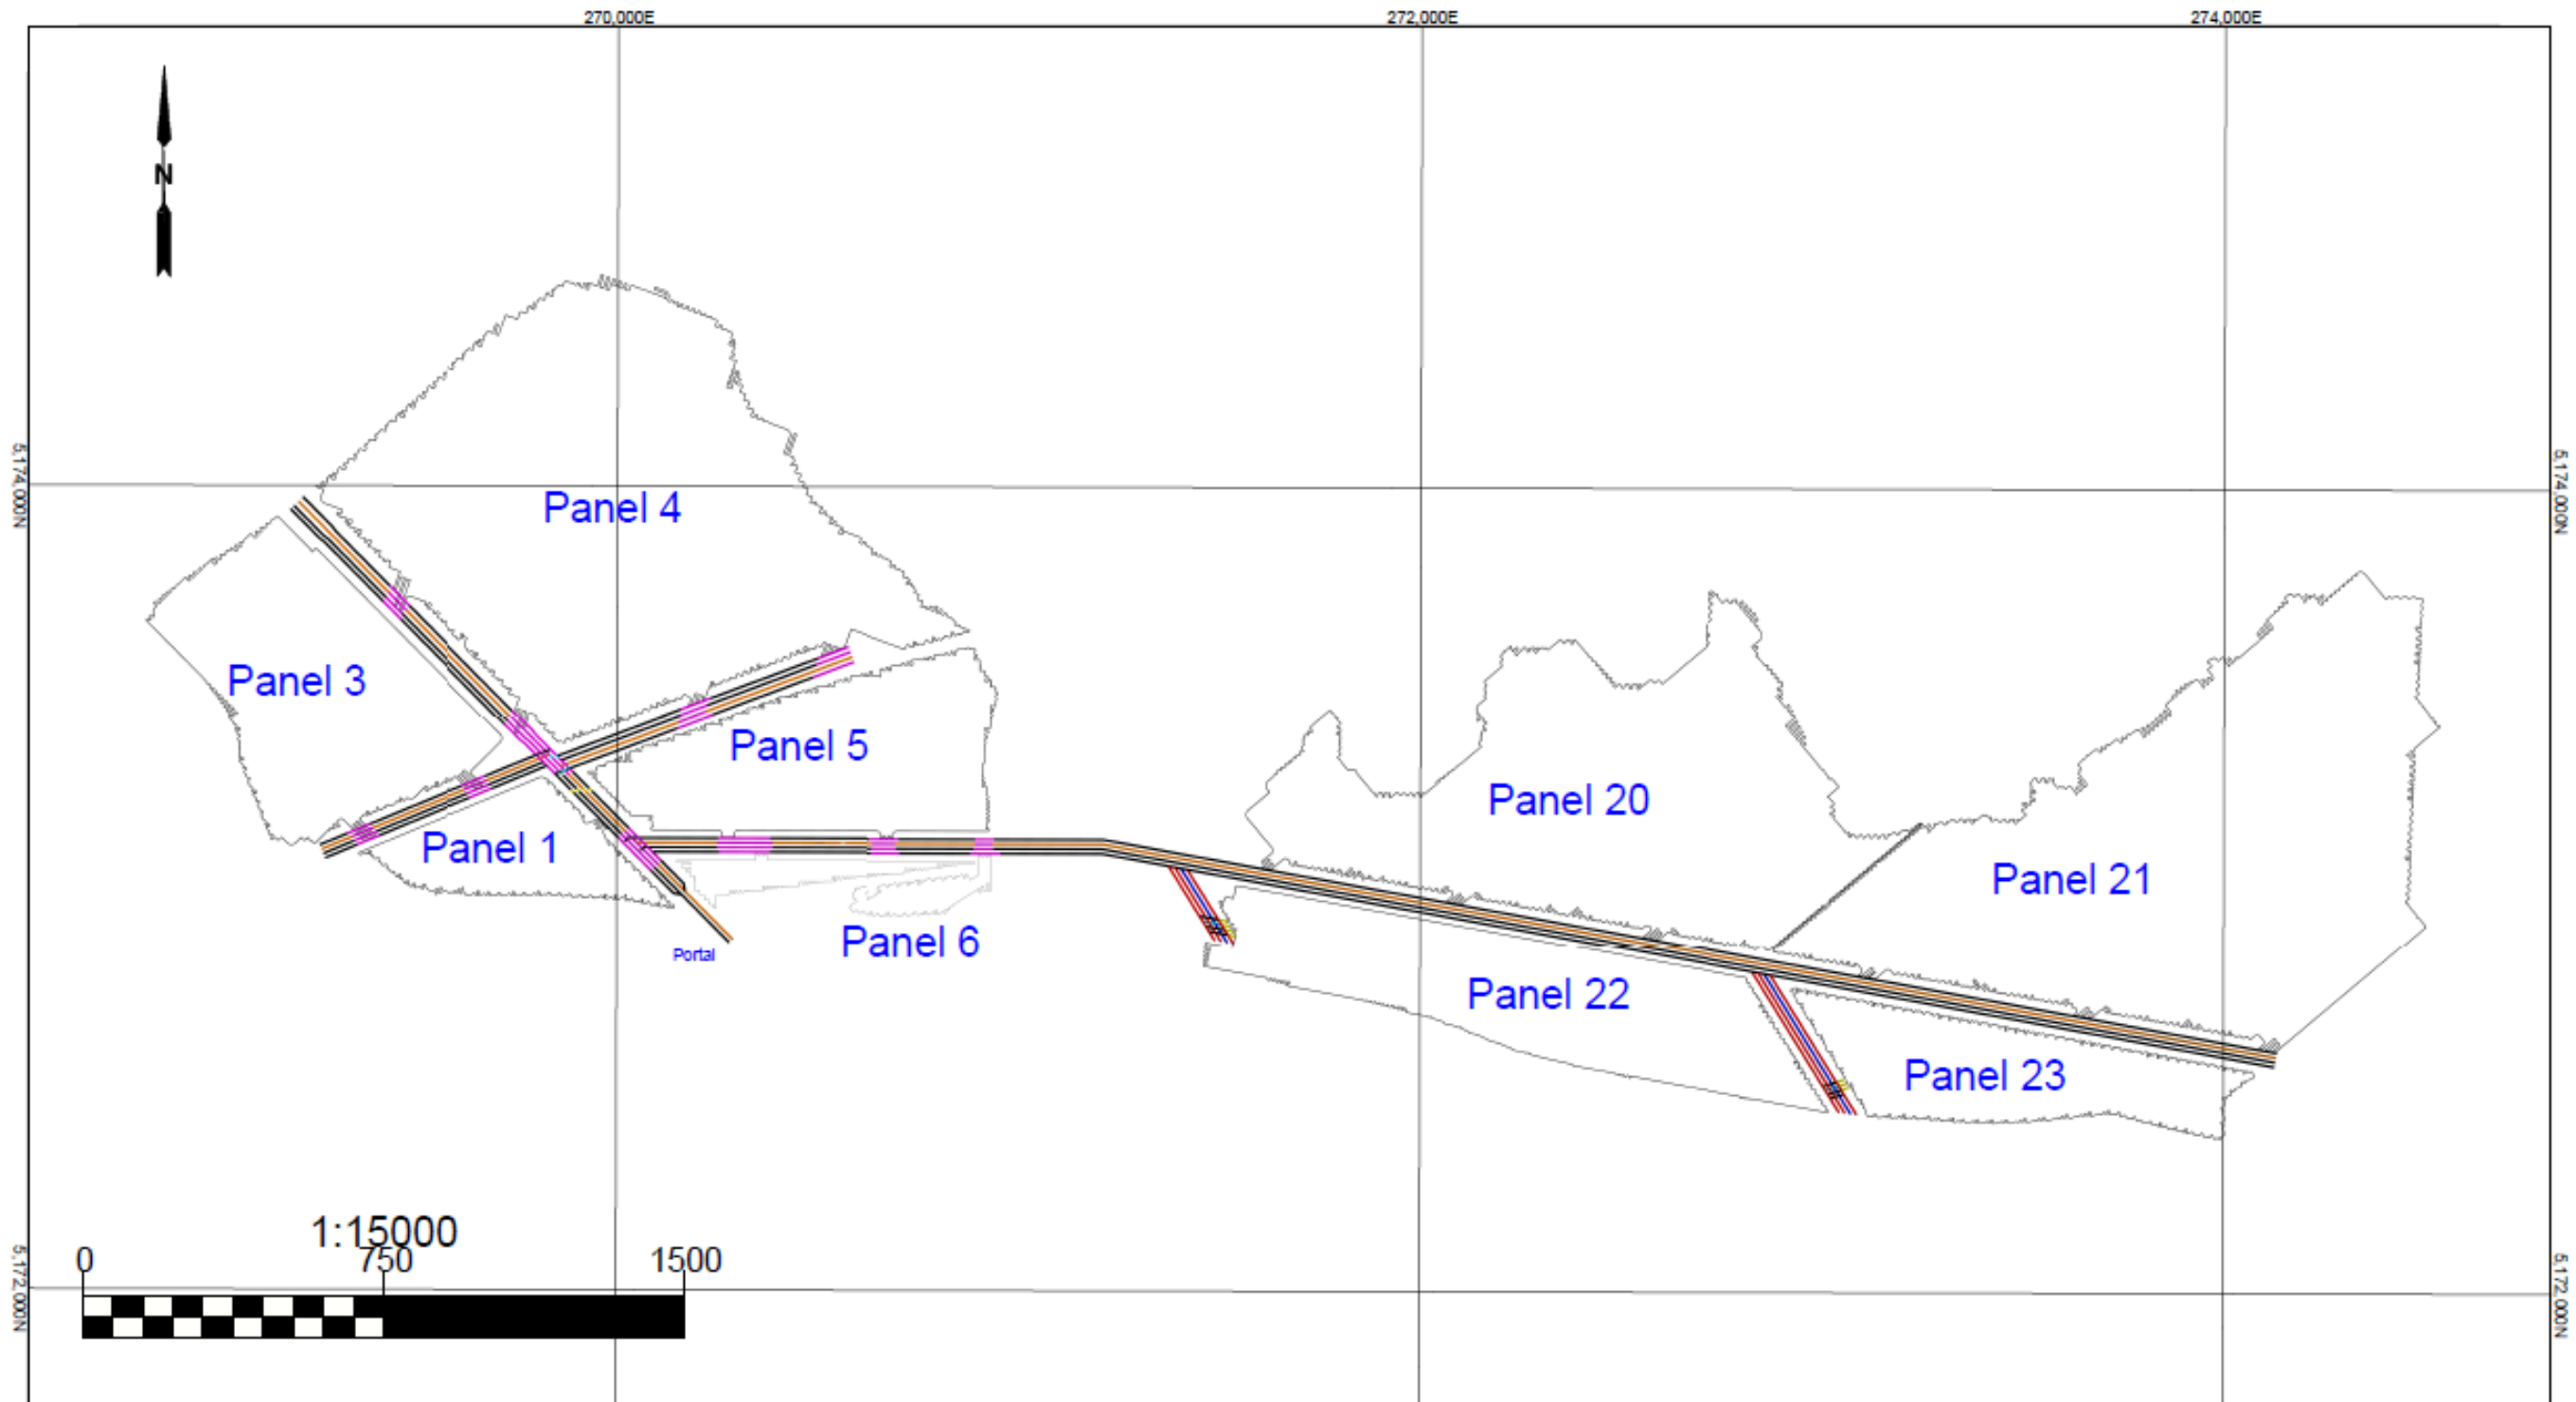 270,000E
272,000E
274,000E
N
5,174,000N
5,174,000N
Panel 4
Panel 3
Panel 5
Panel 20
Panel 1
Panel 21
Panel 6
Portal
Panel 22
Panel 23
1:15000
0
750
1500
5,172,000N
5,172,000N